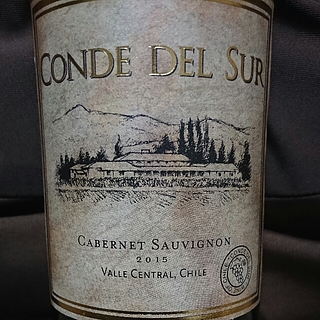 CONDE DEL SUR
CABERNET SAUVIGNON
2015
VALLE CENTRAL, CHILE